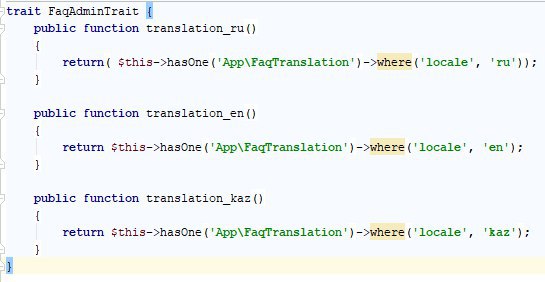 trait FaqAdminTrait {
    public function translation_ru()
    {
        return( $this->hasOne('App\FaqTranslation')->where('locale', 'ru'));
    }

    public function translation_en()
    {
        return $this->hasOne('App\FaqTranslation')->where('locale', 'en');
    }

    public function translation_kaz()
    {
        return $this->hasOne('App\FaqTranslation')->where('locale', 'kaz');
    }
}